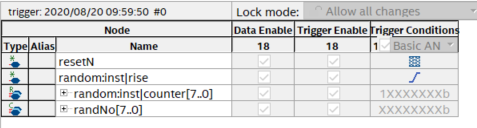 trigger: 2020/08/20 09:59:50 #0 Lock mode: Allow all changes
Node Data Enable Trigger Enable Trigger Conditions
Type Alias Name 18 18 1 Basic AN
resetN
random:inst|rise
random:inst|counter[7..0] 1XXXXXXXb
randNo[7..0] XXXXXXXXb